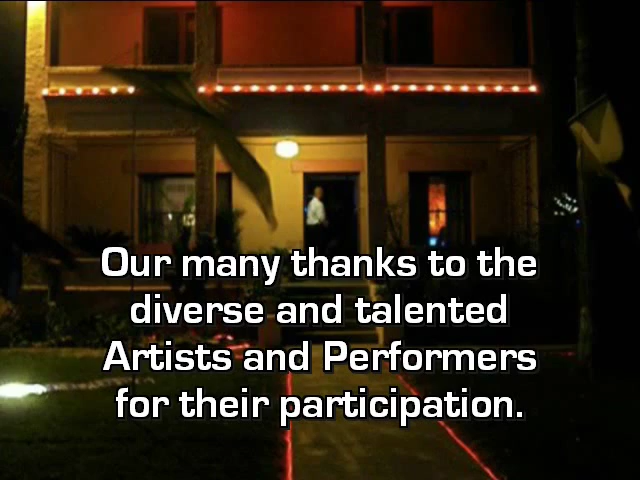 Our many thanks to the
diverse and talented
Artists and Performers
for their participation.